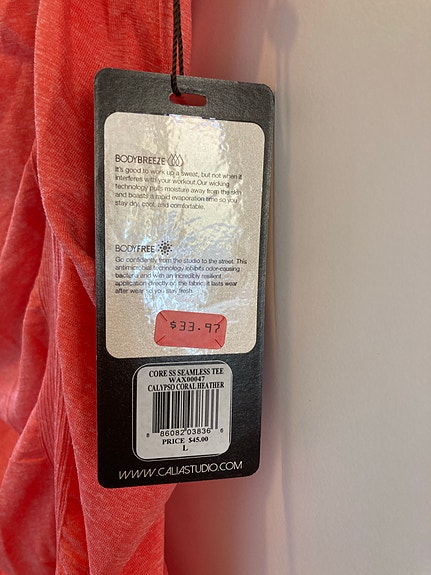 BODYBREEZE
It's good to work up a sweat, but not when it
interferes with your workout.Our wicking
technology pulls moisture away from the skin
and boasts a rapid evaporation time so you
stay dry, cool, and comfortable.
BODYFREE
Go confidently from the studio to the street. This
antimicrobial technology inhibits odor-causing
bacteria and with an incredibly resilient
application directly on the fabric, it lasts wear
after wear so you stay fresh.
$33.97
CORE SS SEAMLESS TEE
WAX00047
CALYPSO CORAL HEATHER
8 86082 03836 6
PRICE $45.00
L
WWW.CALIASTUDIO.COM